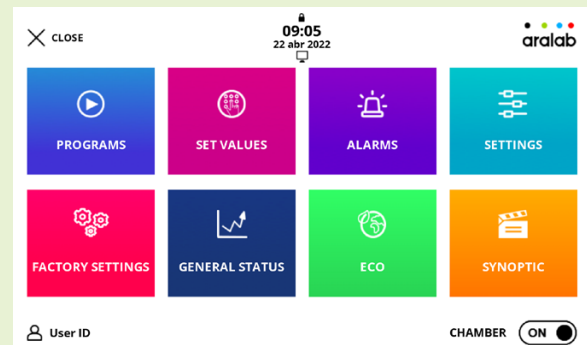 CLOSE
09:05
22 abr 2022
aralab
PROGRAMS
SET VALUES
ALARMS
SETTINGS
FACTORY SETTINGS
GENERAL STATUS
ECO
SYNOPTIC
User ID
CHAMBER ON